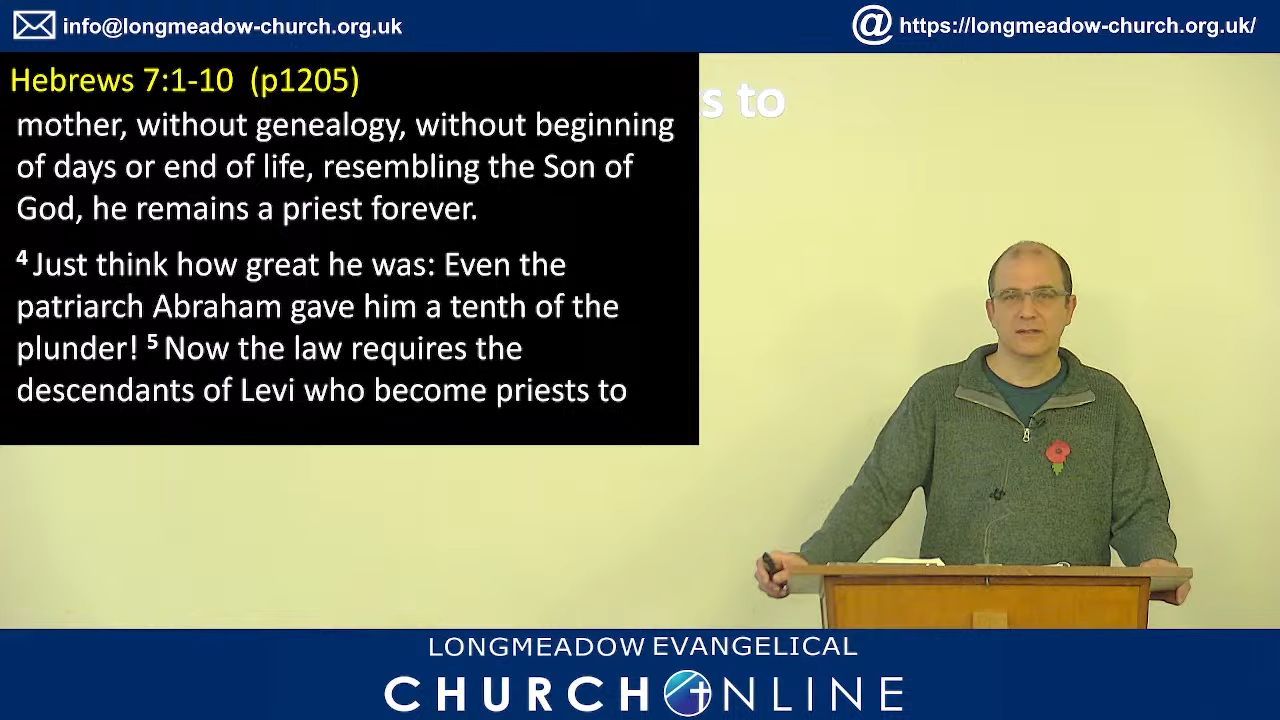 info@longmeadow-church.org.uk
@ https://longmeadow-church.org.uk/
Hebrews 7:1-10 (p1205)
s to
mother, without genealogy, without beginning
of days or end of life, resembling the Son of
God, he remains a priest forever.
4 Just think how great he was: Even the
patriarch Abraham gave him a tenth of the
plunder! 5 Now the law requires the
descendants of Levi who become priests to
LONGMEADOW EVANGELICAL
CHURCH ONLINE